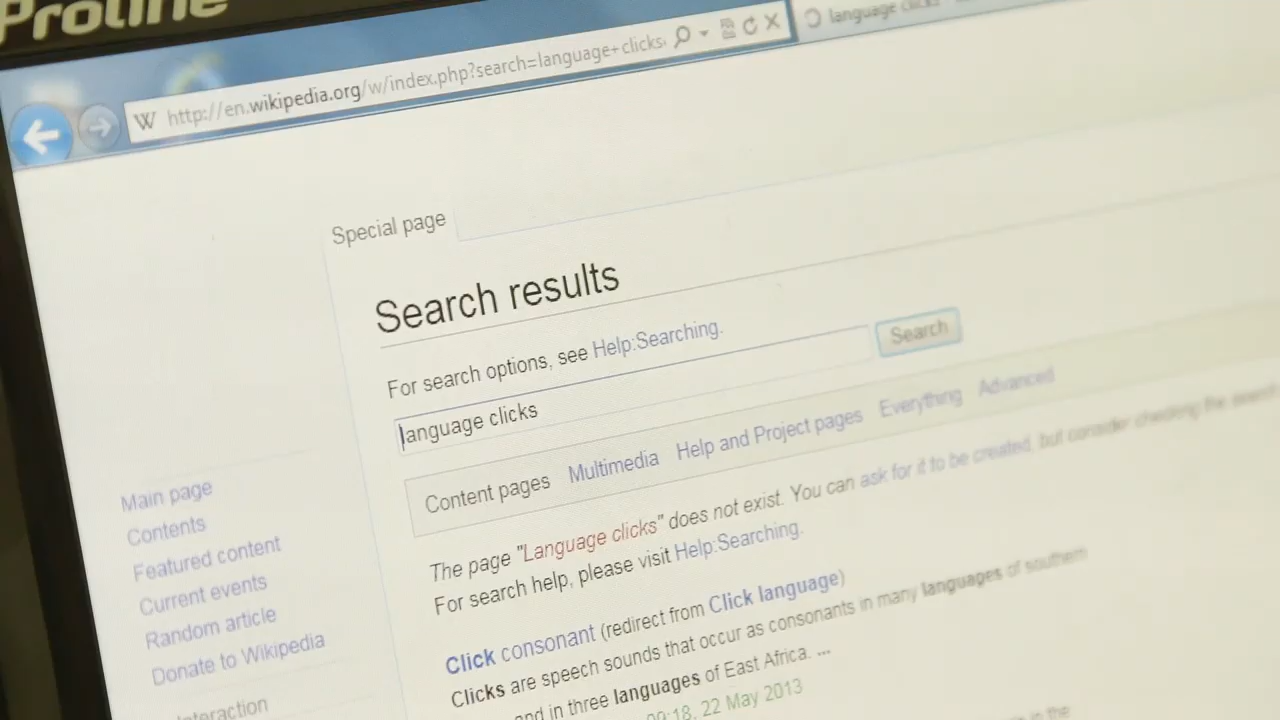 Proline
http://en.wikipedia.org/w/index.php?search=language+clicks
language clicks
Special page
Search results
For search options, see Help:Searching.
language clicks
Search
Content pages Multimedia Help and Project pages Everything Advanced
The page "Language clicks" does not exist. You can ask for it to be created, but consider checking the search
For search help, please visit Help:Searching.
Click consonant (redirect from Click language)
Clicks are speech sounds that occur as consonants in many languages of southern
and in three languages of East Africa. ...
09:18, 22 May 2013
in the
Main page
Contents
Featured content
Current events
Random article
Donate to Wikipedia
Interaction